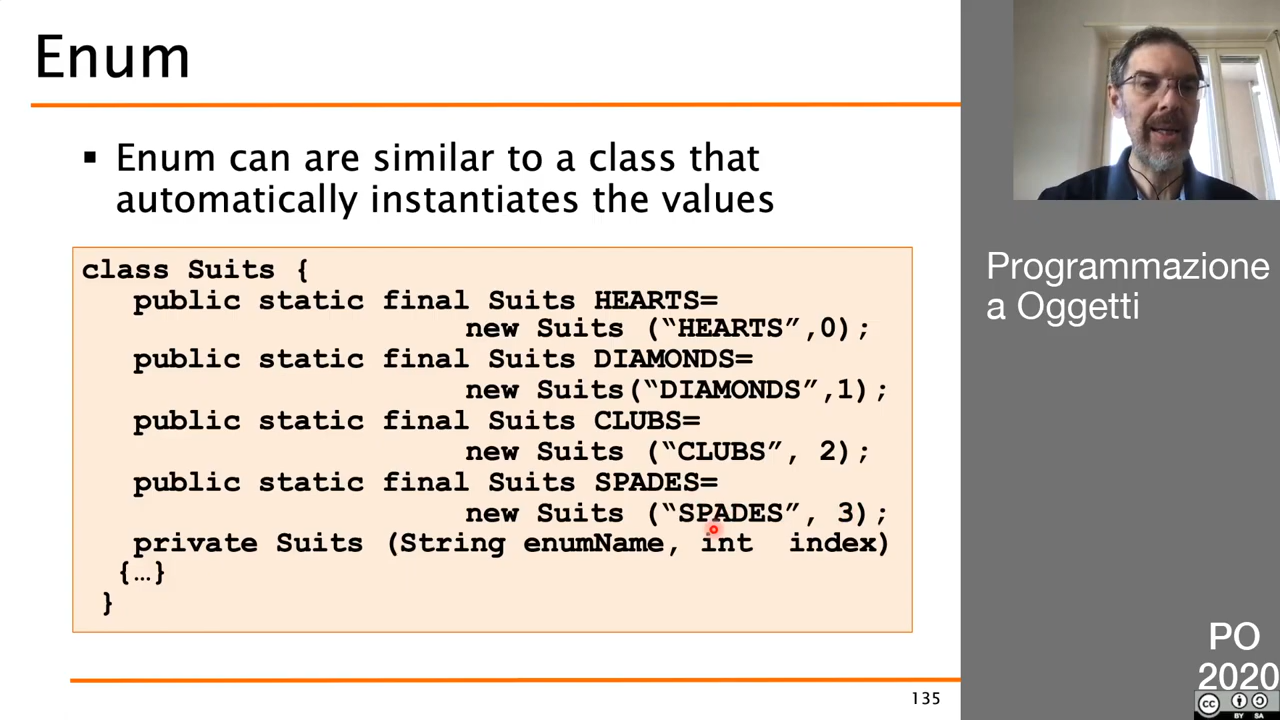 Enum
▪ Enum can are similar to a class that
automatically instantiates the values
class Suits {
public static final Suits HEARTS=
new Suits (“HEARTS”,0);
public static final Suits DIAMONDS=
new Suits(“DIAMONDS”,1);
public static final Suits CLUBS=
new Suits (“CLUBS”, 2);
public static final Suits SPADES=
new Suits (“SPADES”, 3);
private Suits (String enumName, int index)
{…}
}
135
Programmazione
a Oggetti
PO
2020
cc
BY SA